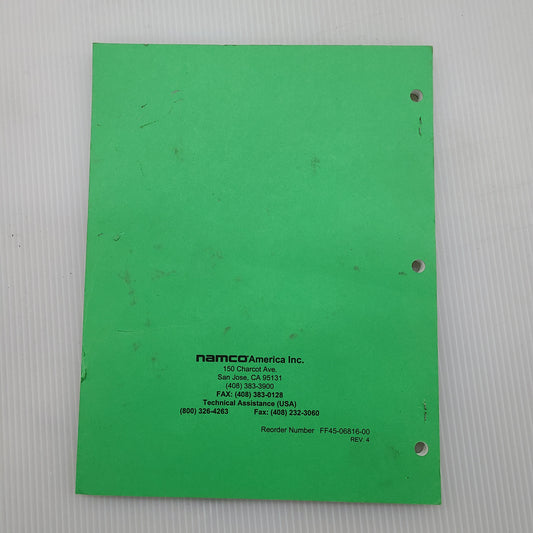 namco America Inc.
150 Charcot Ave.
San Jose, CA 95131
(408) 383-3900
FAX: (408) 383-0128
Technical Assistance (USA)
(800) 326-4263 Fax: (408) 232-3060
Reorder Number FF45-06816-00
REV. 4